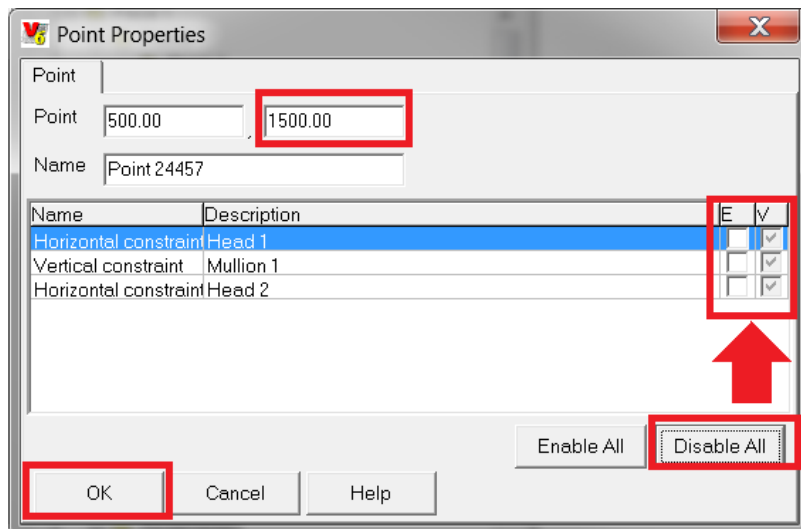 Point Properties
Point
Point 500.00 , 1500.00
Name Point 24457
Name Description E V
Horizontal constraint Head 1
Vertical constraint Mullion 1
Horizontal constraint Head 2
Enable All Disable All
OK Cancel Help